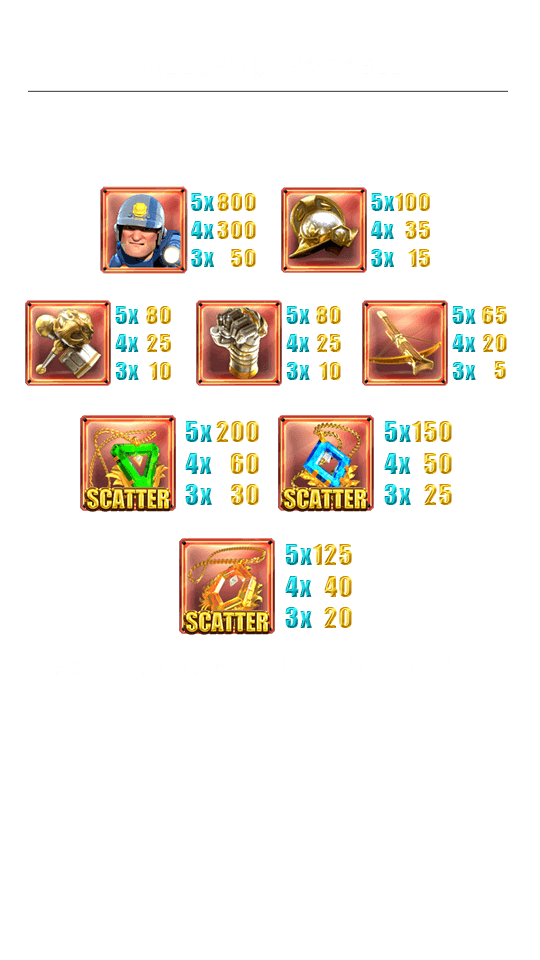 5x 800
4x 300
3x 50
5x 100
4x 35
3x 15
5x 80
4x 25
3x 10
5x 80
4x 25
3x 10
5x 65
4x 20
3x 5
SCATTER
5x 200
4x 60
3x 30
SCATTER
5x 150
4x 50
3x 25
SCATTER
5x 125
4x 40
3x 20